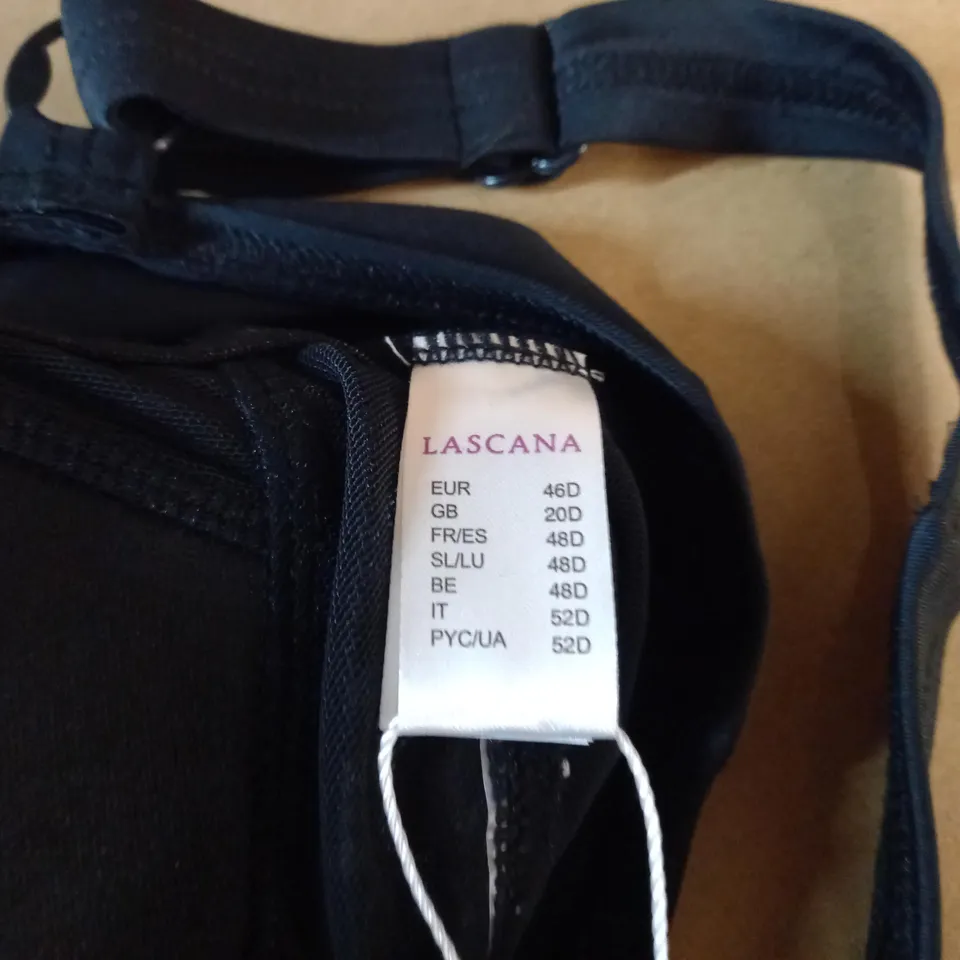 LASCANA
EUR 46D
GB 20D
FR/ES 48D
SL/LU 48D
BE 48D
IT 52D
PYC/UA 52D